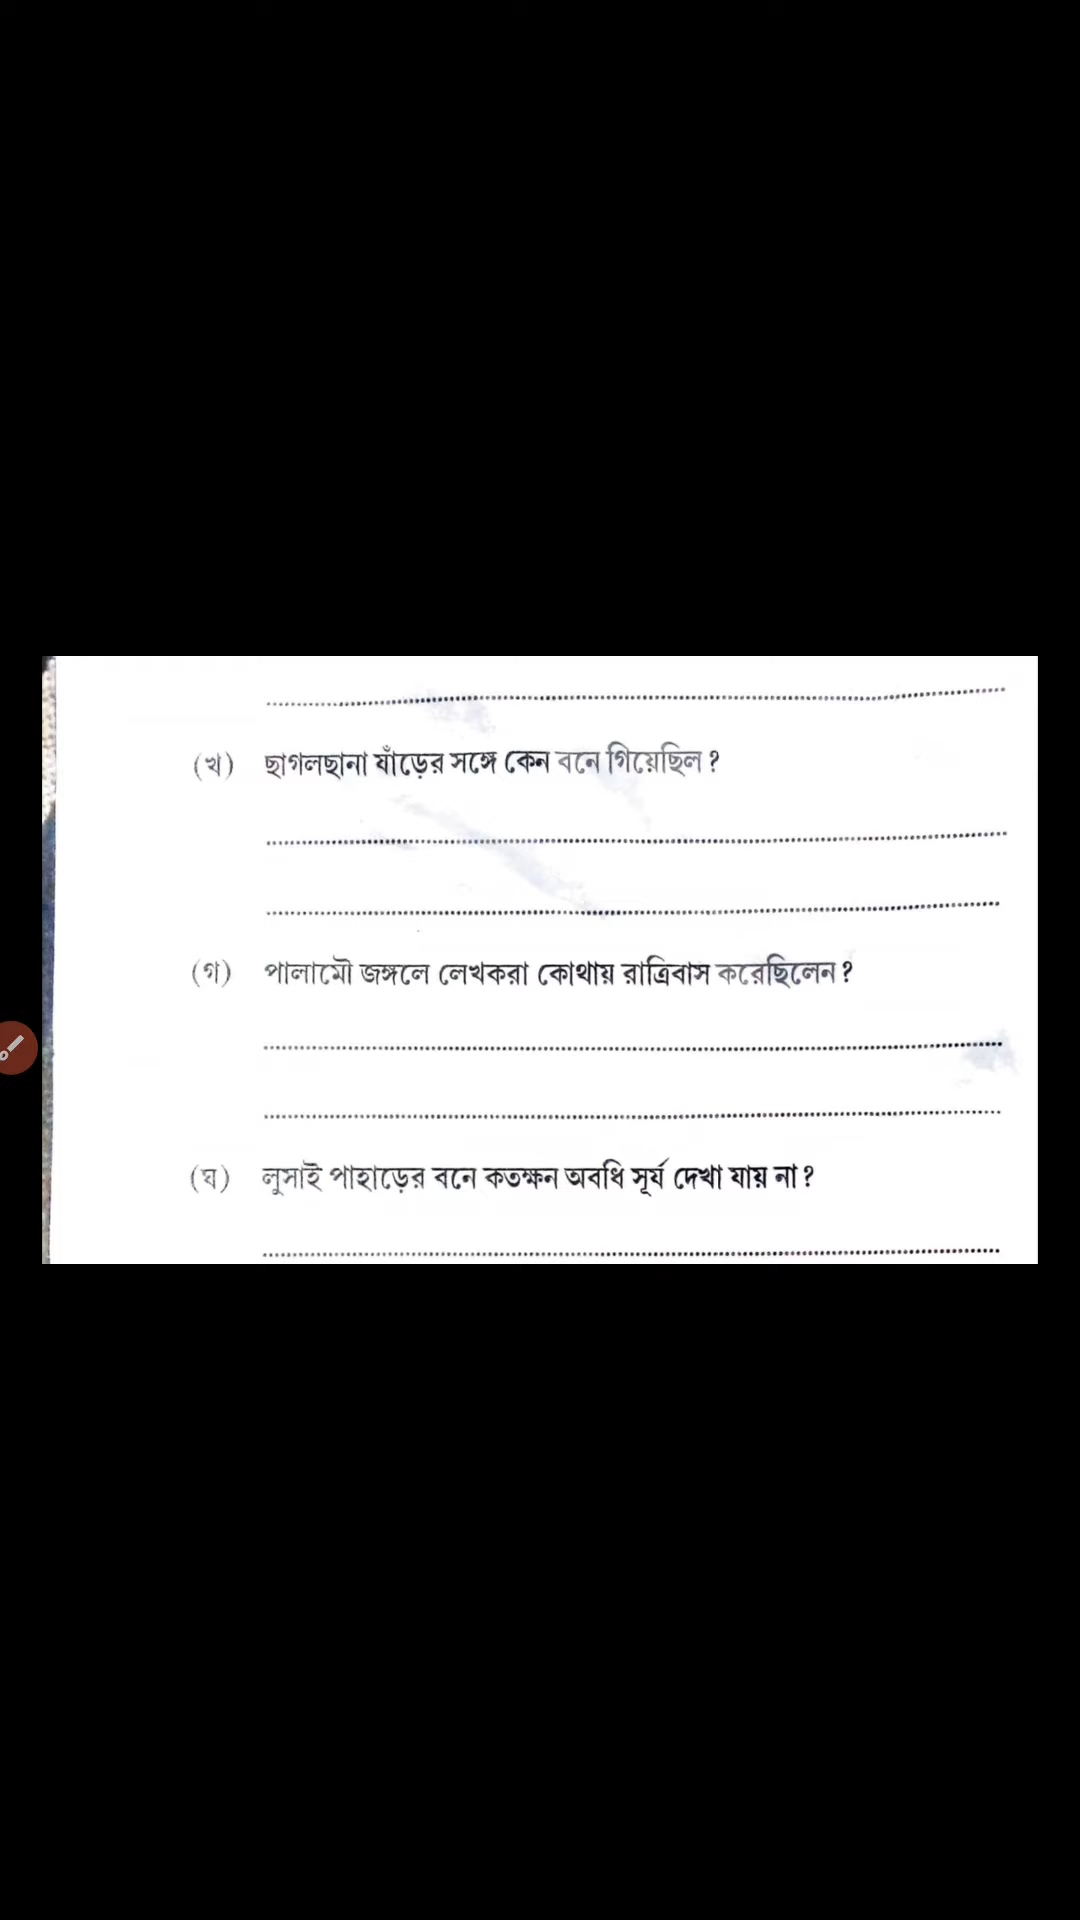 (খ) ছাগলছানা ষাঁড়ের সঙ্গে কেন বনে গিয়েছিল ?
(গ) পালামৌ জঙ্গলে লেখকরা কোথায় রাত্রিবাস করেছিলেন ?
(ঘ) লুসাই পাহাড়ের বনে কতক্ষন অবধি সূর্য দেখা যায় না ?